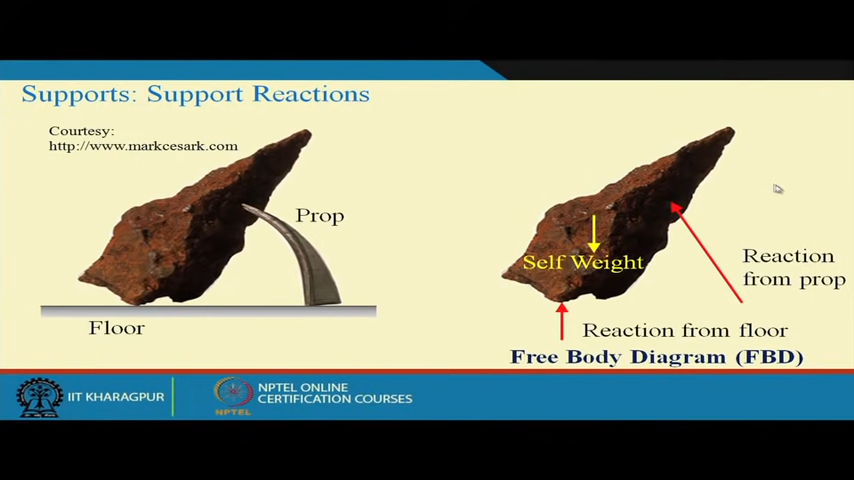 Supports: Support Reactions
Courtesy:
http://www.markcesark.com
Prop
Floor
Self Weight
Reaction
from prop
Reaction from floor
Free Body Diagram (FBD)
IIT KHARAGPUR
NPTEL
NPTEL ONLINE
CERTIFICATION COURSES